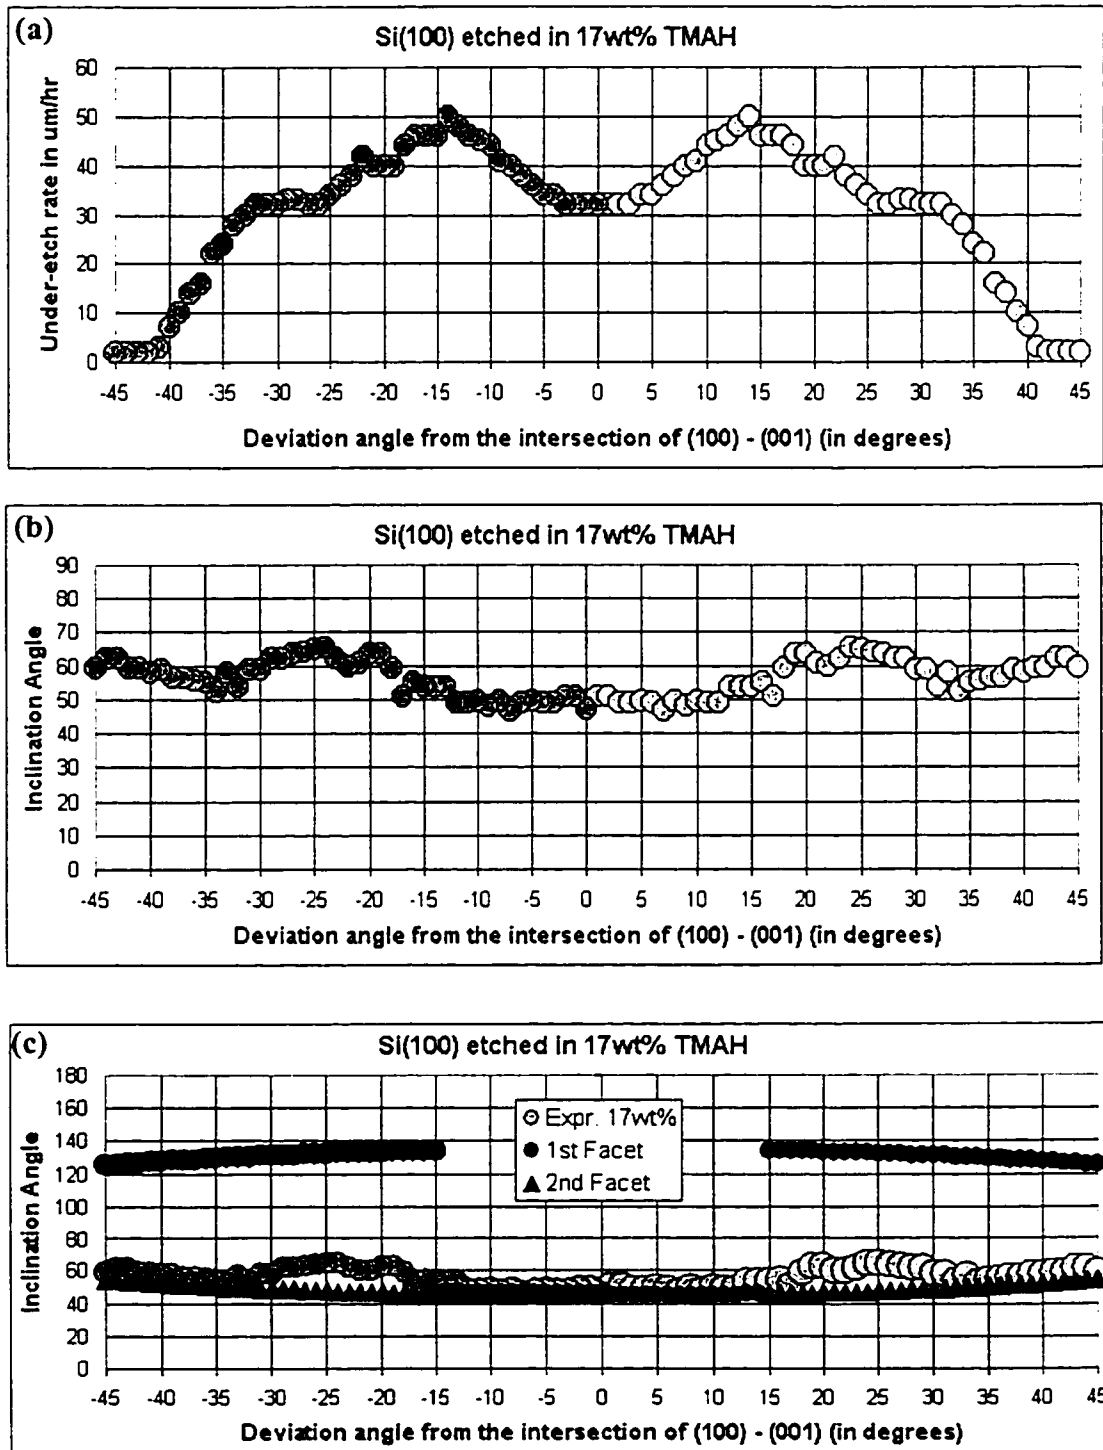 (a)
Si(100) etched in 17wt% TMAH
Under-etch rate in um/hr
60
50
40
30
20
10
0
-45 -40 -35 -30 -25 -20 -15 -10 -5 0 5 10 15 20 25 30 35 40 45
Deviation angle from the intersection of (100) - (001) (in degrees)
(b)
Si(100) etched in 17wt% TMAH
Inclination Angle
90
80
70
60
50
40
30
20
10
0
-45 -40 -35 -30 -25 -20 -15 -10 -5 0 5 10 15 20 25 30 35 40 45
Deviation angle from the intersection of (100) - (001) (in degrees)
(c)
Si(100) etched in 17wt% TMAH
Inclination Angle
180
160
140
120
100
80
60
40
20
0
Expr. 17wt%
1st Facet
2nd Facet
-45 -40 -35 -30 -25 -20 -15 -10 -5 0 5 10 15 20 25 30 35 40 45
Deviation angle from the intersection of (100) - (001) (in degrees)